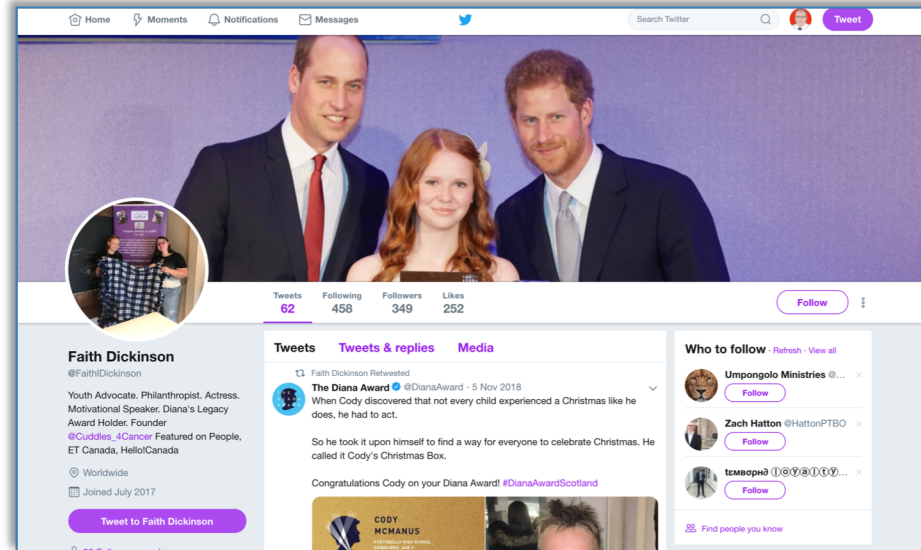 Home Moments Notifications Messages Search Twitter Tweet
Tweets Following Followers Likes
62 458 349 252 Follow
Faith Dickinson
@FaithIDickinson
Youth Advocate. Philanthropist. Actress.
Motivational Speaker. Diana's Legacy
Award Holder. Founder
@Cuddles_4Cancer Featured on People,
ET Canada, Hello!Canada
Worldwide
Joined July 2017
Tweet to Faith Dickinson
Tweets Tweets & replies Media
Faith Dickinson Retweeted
The Diana Award @DianaAward · 5 Nov 2018
When Cody discovered that not every child experienced a Christmas like he
does, he had to act.
So he took it upon himself to find a way for everyone to celebrate Christmas. He
called it Cody's Christmas Box.
Congratulations Cody on your Diana Award! #DianaAwardScotland
CODY
MCMANUS
PORTOBELLO HIGH SCHOOL,
Who to follow · Refresh · View all
Umpongolo Ministries @...
Follow
Zach Hatton @HattonPTBO
Follow
Follow
Find people you know